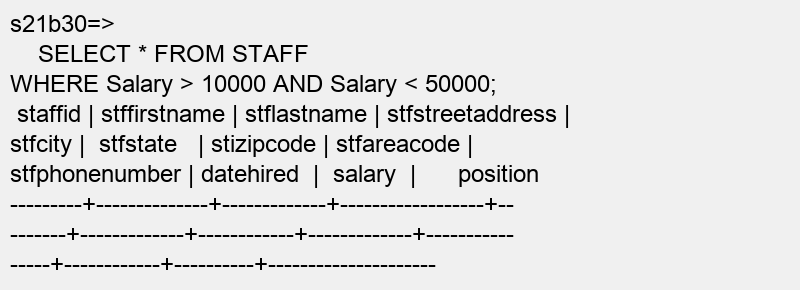 s21b30=>
SELECT * FROM STAFF
WHERE Salary > 10000 AND Salary < 50000;
staffid | stffirstname | stflastname | stfstreetaddress |
stfcity | stfstate | stizipcode | stfareacode |
stfphonenumber | datehired | salary | position
---------+--------------+-------------+------------------+--
-------+-------------+------------+-------------+-----------
-----+------------+----------+---------------------